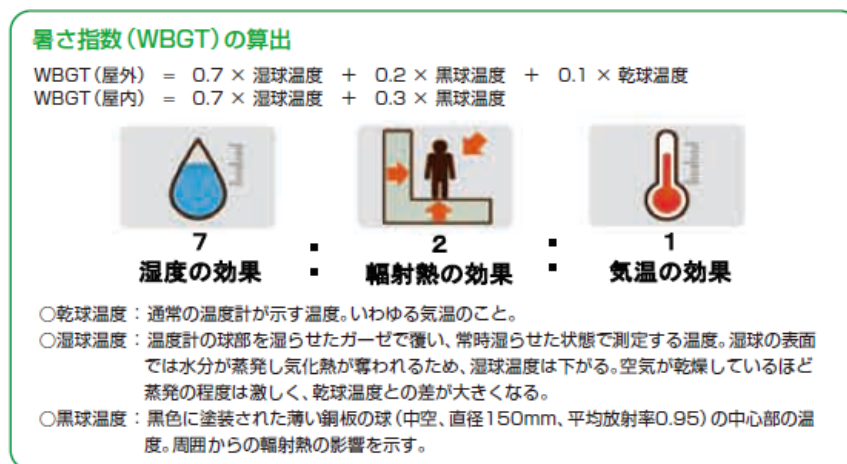 暑さ指数(WBGT)の算出
WBGT(屋外) = 0.7 × 湿球温度 + 0.2 × 黒球温度 + 0.1 × 乾球温度
WBGT(屋内) = 0.7 × 湿球温度 + 0.3 × 黒球温度
7 : 2 : 1
湿度の効果 輻射熱の効果 気温の効果
○乾球温度:通常の温度計が示す温度。いわゆる気温のこと。
○湿球温度:温度計の球部を湿らせたガーゼで覆い、常時湿らせた状態で測定する温度。湿球の表面
では水分が蒸発し気化熱が奪われるため、湿球温度は下がる。空気が乾燥しているほど
蒸発の程度は激しく、乾球温度との差が大きくなる。
○黒球温度:黒色に塗装された薄い銅板の球(中空、直径150mm、平均放射率0.95)の中心部の温
度。周囲からの輻射熱の影響を示す。